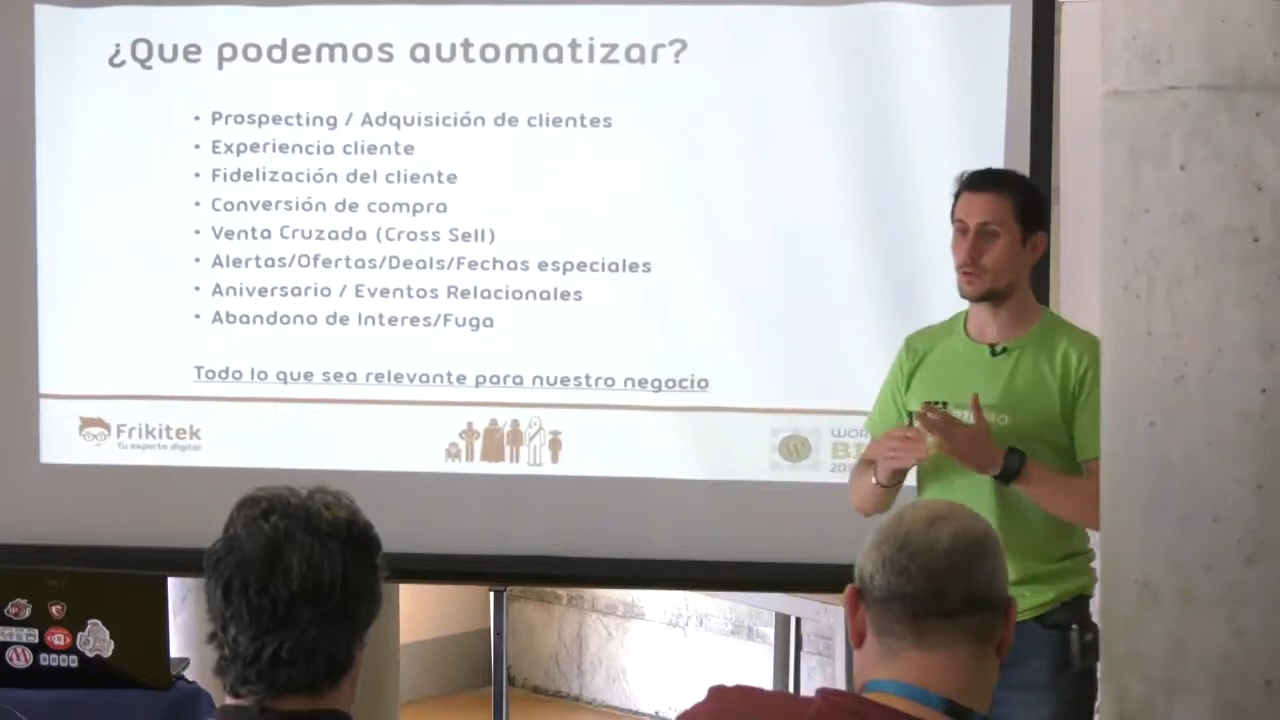 ¿Que podemos automatizar?
• Prospecting / Adquisición de clientes
• Experiencia cliente
• Fidelización del cliente
• Conversión de compra
• Venta Cruzada (Cross Sell)
• Alertas/Ofertas/Deals/Fechas especiales
• Aniversario / Eventos Relacionales
• Abandono de Interes/Fuga
Todo lo que sea relevante para nuestro negocio
Frikitek
Tu experto digital